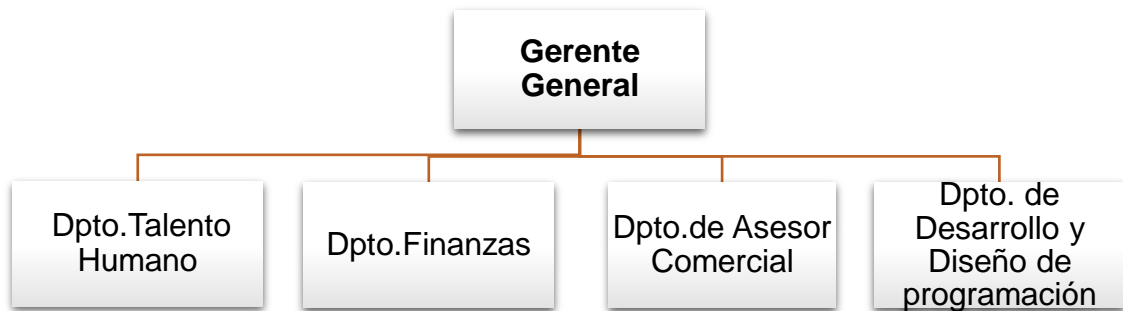 Gerente
General
Dpto.Talento
Humano
Dpto.Finanzas
Dpto.de Asesor
Comercial
Dpto. de
Desarrollo y
Diseño de
programación